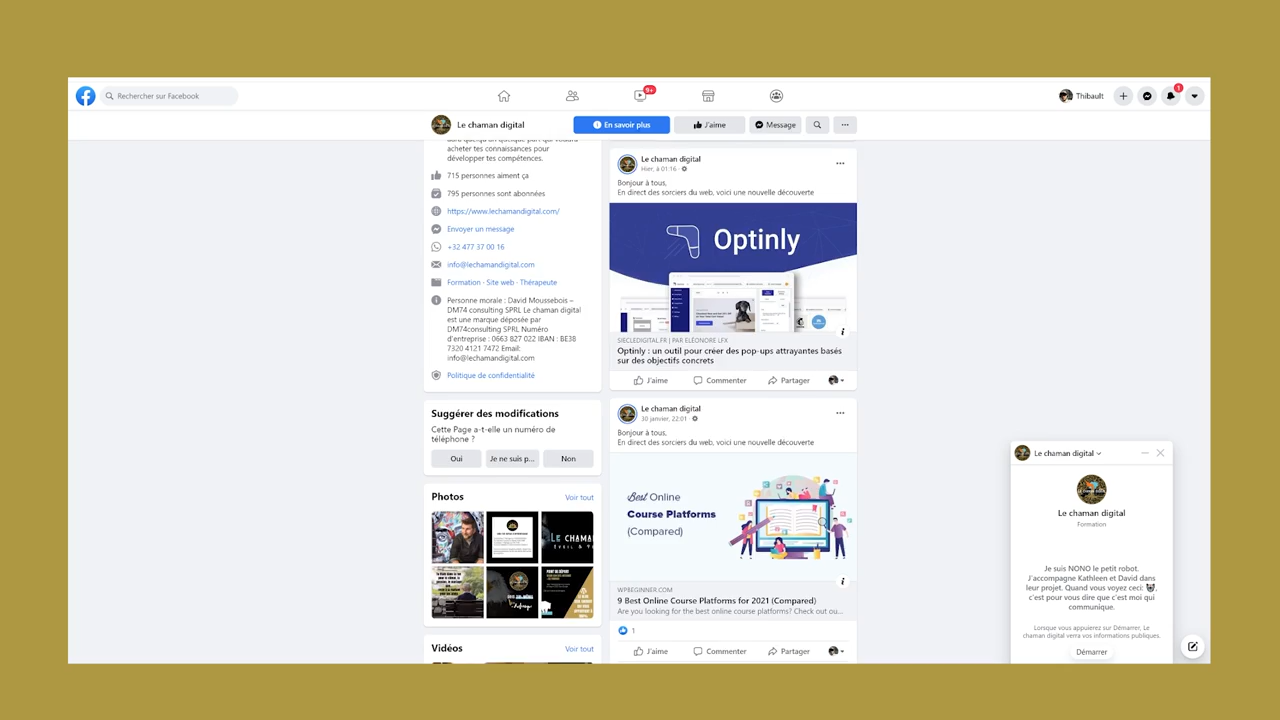 Rechercher sur Facebook
9+
Thibault
1
Le chaman digital
En savoir plus
J'aime
Message
acheter tes connaissances pour
développer tes compétences.
715 personnes aiment ça
795 personnes sont abonnées
https://www.lechamandigital.com/
Envoyer un message
+32 477 37 00 16
info@lechamandigital.com
Formation · Site web · Thérapeute
Personne morale : David Moussebois –
DM74 consulting SPRL Le chaman digital
est une marque déposée par
DM74consulting SPRL Numéro
d'entreprise : 0663 827 022 IBAN : BE38
7320 4121 7472 Email:
info@lechamandigital.com
Politique de confidentialité
Suggérer des modifications
Cette Page a-t-elle un numéro de
téléphone ?
Oui
Je ne suis p...
Non
Photos
Voir tout
Vidéos
Voir tout
Le chaman digital
Hier, à 01:16
Bonjour à tous,
En direct des sorciers du web, voici une nouvelle découverte
Optinly
SIECLEDIGITAL.FR | PAR ELÉONORE LFX
Optinly : un outil pour créer des pop-ups attrayantes basés
sur des objectifs concrets
J'aime
Commenter
Partager
Le chaman digital
30 janvier, 22:01
Bonjour à tous,
En direct des sorciers du web, voici une nouvelle découverte
Best Online
Course Platforms
(Compared)
WPBEGINNER.COM
9 Best Online Course Platforms for 2021 (Compared)
Are you looking for the best online course platforms? Check out ou...
1
J'aime
Commenter
Partager
Le chaman digital
Le chaman digital
Formation
Je suis NONO le petit robot.
J'accompagne Kathleen et David dans
leur projet. Quand vous voyez ceci: ,
c'est pour vous dire que c'est moi qui
communique.
Lorsque vous appuierez sur Démarrer, Le
chaman digital verra vos informations publiques.
Démarrer